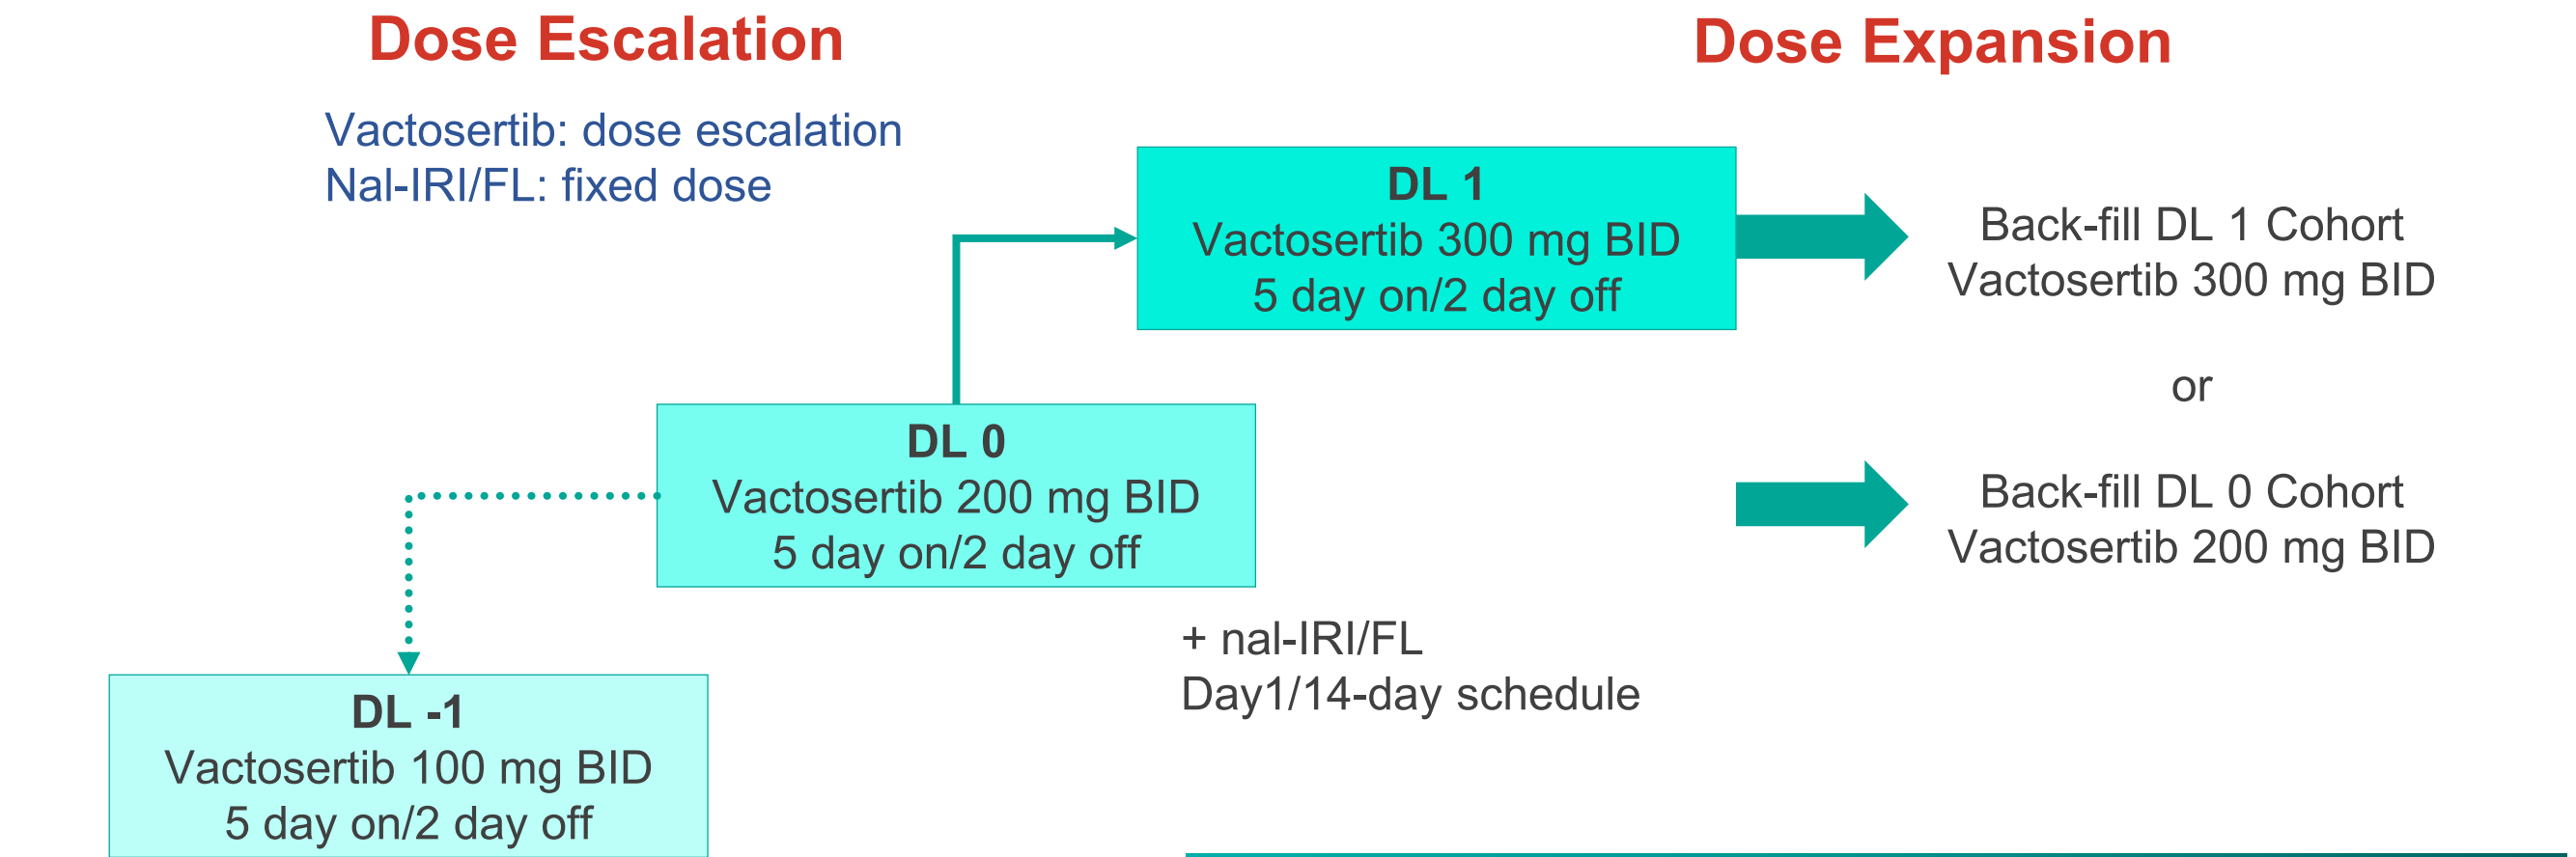 Dose Escalation
Dose Expansion
Vactosertib: dose escalation
Nal-IRI/FL: fixed dose
DL 1
Vactosertib 300 mg BID
5 day on/2 day off
Back-fill DL 1 Cohort
Vactosertib 300 mg BID
or
DL 0
Vactosertib 200 mg BID
5 day on/2 day off
Back-fill DL 0 Cohort
Vactosertib 200 mg BID
+ nal-IRI/FL
Day1/14-day schedule
DL -1
Vactosertib 100 mg BID
5 day on/2 day off